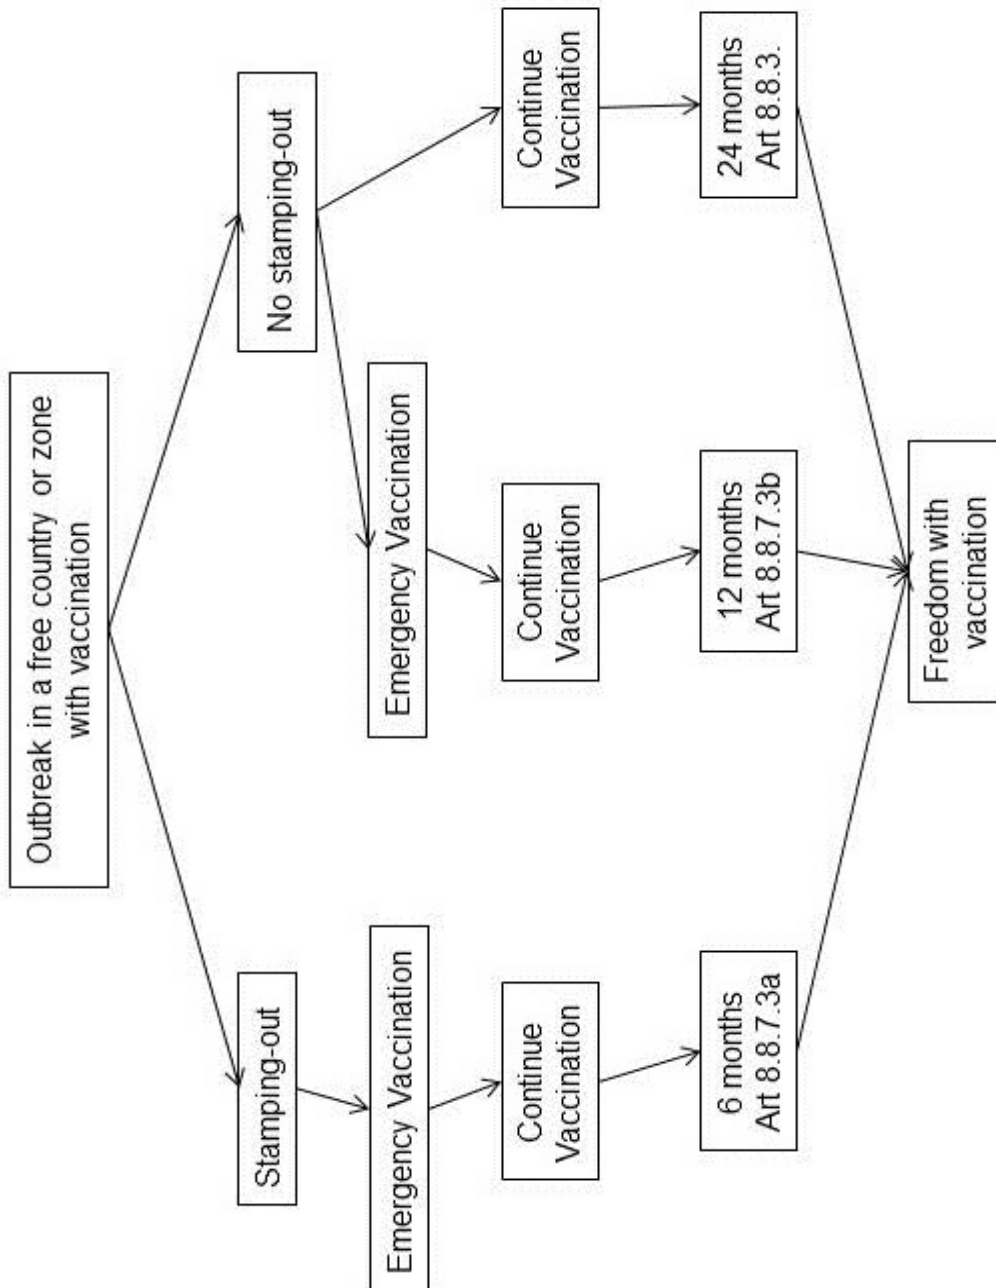 Outbreak in a free country or zone
with vaccination
Stamping-out
No stamping-out
Emergency Vaccination
Emergency Vaccination
Continue
Vaccination
Continue
Vaccination
Continue
Vaccination
6 months
Art 8.8.7.3a
12 months
Art 8.8.7.3b
24 months
Art 8.8.3.
Freedom with
vaccination